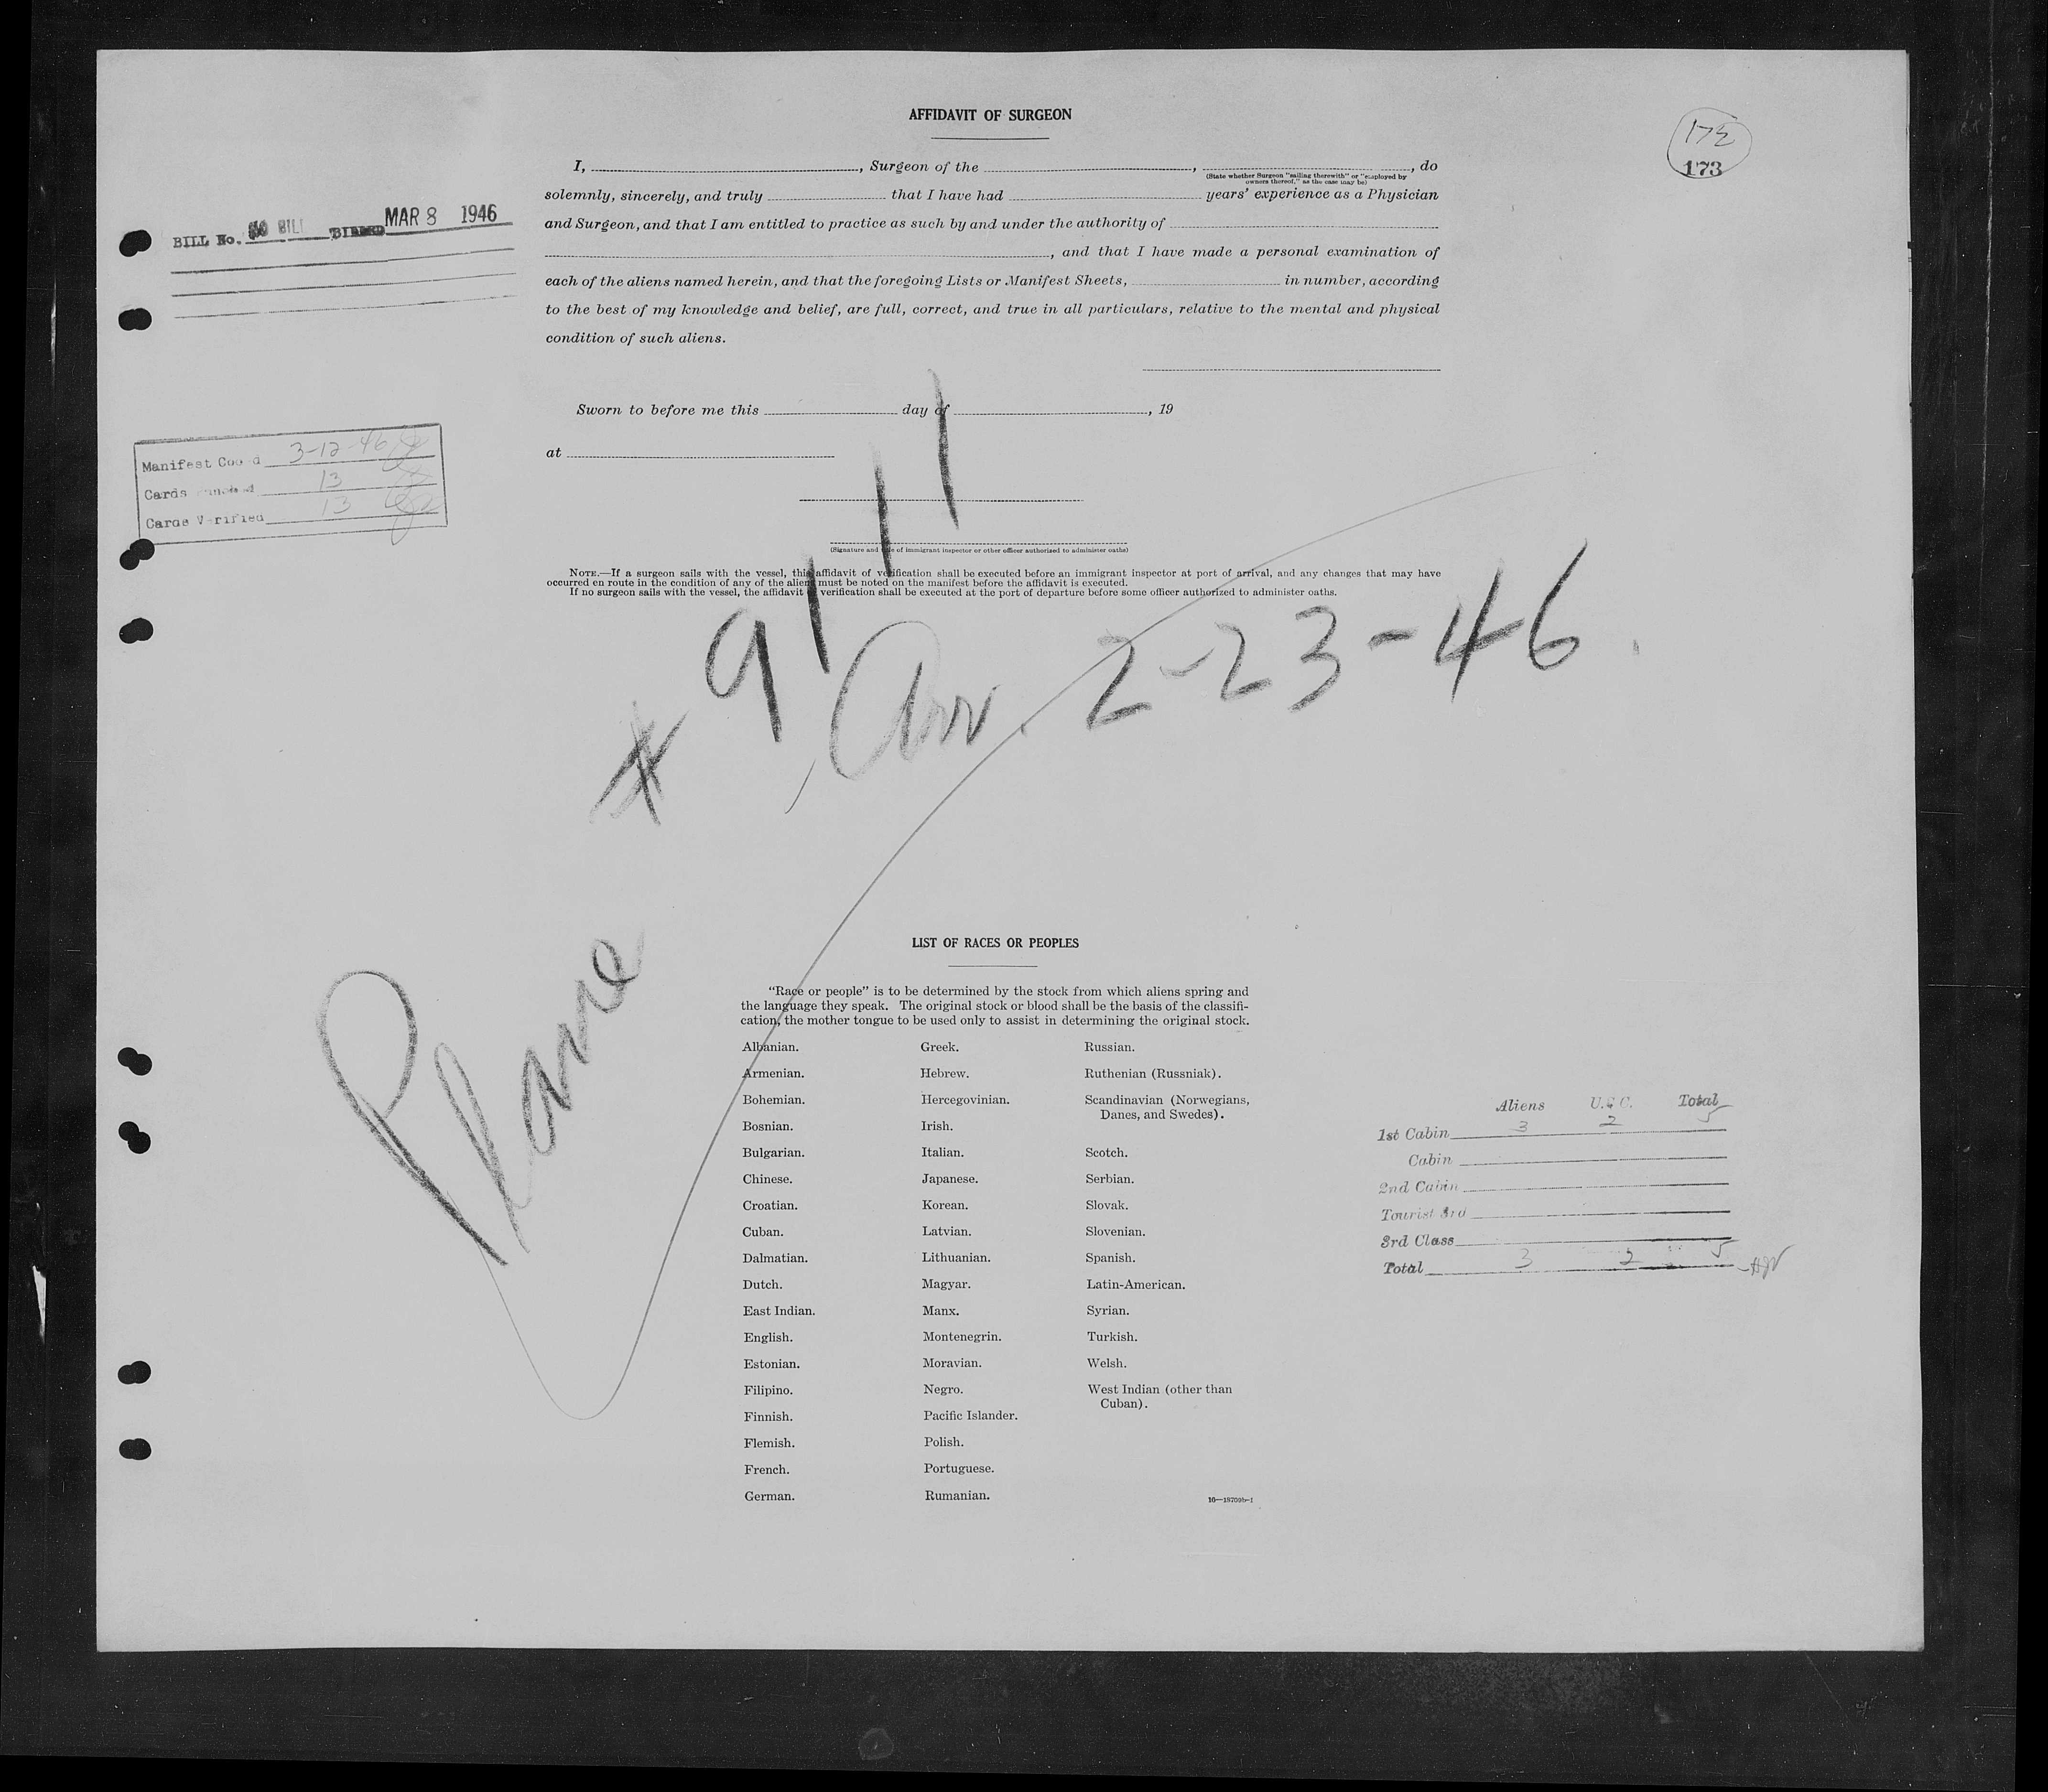 AFFIDAVIT OF SURGEON
173
I, , Surgeon of the , , do
(State whether Surgeon "sailing therewith" or "employed by
owners thereof," as the case may be)
solemnly, sincerely, and truly that I have had years' experience as a Physician
and Surgeon, and that I am entitled to practice as such by and under the authority of
, and that I have made a personal examination of
each of the aliens named herein, and that the foregoing Lists or Manifest Sheets, in number, according
to the best of my knowledge and belief, are full, correct, and true in all particulars, relative to the mental and physical
condition of such aliens.
BILL No. NO BILL BILLED MAR 8 1946
Sworn to before me this day of , 19
at
Manifest Coded 3-12-46
Cards Punched 13
Cards Verified 13
(Signature and title of immigrant inspector or other officer authorized to administer oaths)
NOTE.—If a surgeon sails with the vessel, this affidavit of verification shall be executed before an immigrant inspector at port of arrival, and any changes that may have
occurred en route in the condition of any of the aliens must be noted on the manifest before the affidavit is executed.
If no surgeon sails with the vessel, the affidavit of verification shall be executed at the port of departure before some officer authorized to administer oaths.
Plane # 9111, Arr. 2-23-46.
LIST OF RACES OR PEOPLES
"Race or people" is to be determined by the stock from which aliens spring and
the language they speak. The original stock or blood shall be the basis of the classifi-
cation, the mother tongue to be used only to assist in determining the original stock.
Albanian.
Armenian.
Bohemian.
Bosnian.
Bulgarian.
Chinese.
Croatian.
Cuban.
Dalmatian.
Dutch.
East Indian.
English.
Estonian.
Filipino.
Finnish.
Flemish.
French.
German.
Greek.
Hebrew.
Hercegovinian.
Irish.
Italian.
Japanese.
Korean.
Latvian.
Lithuanian.
Magyar.
Manx.
Montenegrin.
Moravian.
Negro.
Pacific Islander.
Polish.
Portuguese.
Rumanian.
Russian.
Ruthenian (Russniak).
Scandinavian (Norwegians,
Danes, and Swedes).
Scotch.
Serbian.
Slovak.
Slovenian.
Spanish.
Latin-American.
Syrian.
Turkish.
Welsh.
West Indian (other than
Cuban).
Aliens U.S.C. Total
1st Cabin 3 2 5
Cabin
2nd Cabin
Tourist 3rd
3rd Class
Total 3 2 5